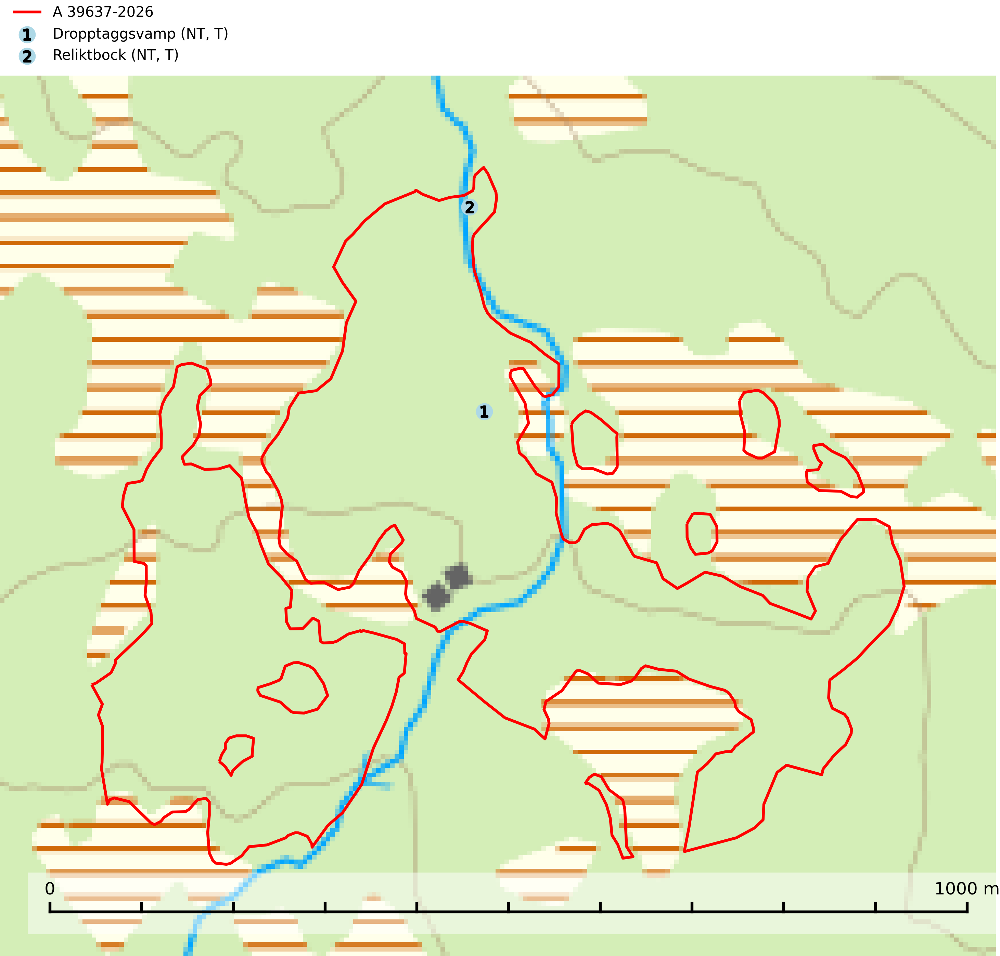 A 39637-2026
1 Dropptaggsvamp (NT, T)
2 Reliktbock (NT, T)
2
1
0 1000 m